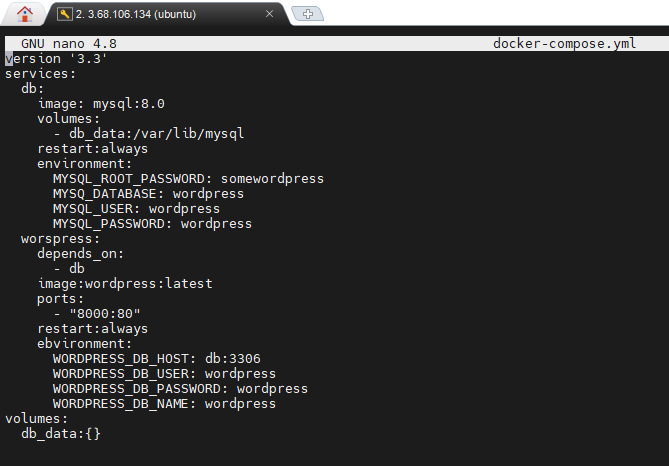 2. 3.68.106.134 (ubuntu)
GNU nano 4.8 docker-compose.yml
version '3.3'
services:
  db:
    image: mysql:8.0
    volumes:
      - db_data:/var/lib/mysql
    restart:always
    environment:
      MYSQL_ROOT_PASSWORD: somewordpress
      MYSQ_DATABASE: wordpress
      MYSQL_USER: wordpress
      MYSQL_PASSWORD: wordpress
  worspress:
    depends_on:
      - db
    image:wordpress:latest
    ports:
      - "8000:80"
    restart:always
    ebvironment:
      WORDPRESS_DB_HOST: db:3306
      WORDPRESS_DB_USER: wordpress
      WORDPRESS_DB_PASSWORD: wordpress
      WORDPRESS_DB_NAME: wordpress
volumes:
  db_data:{}